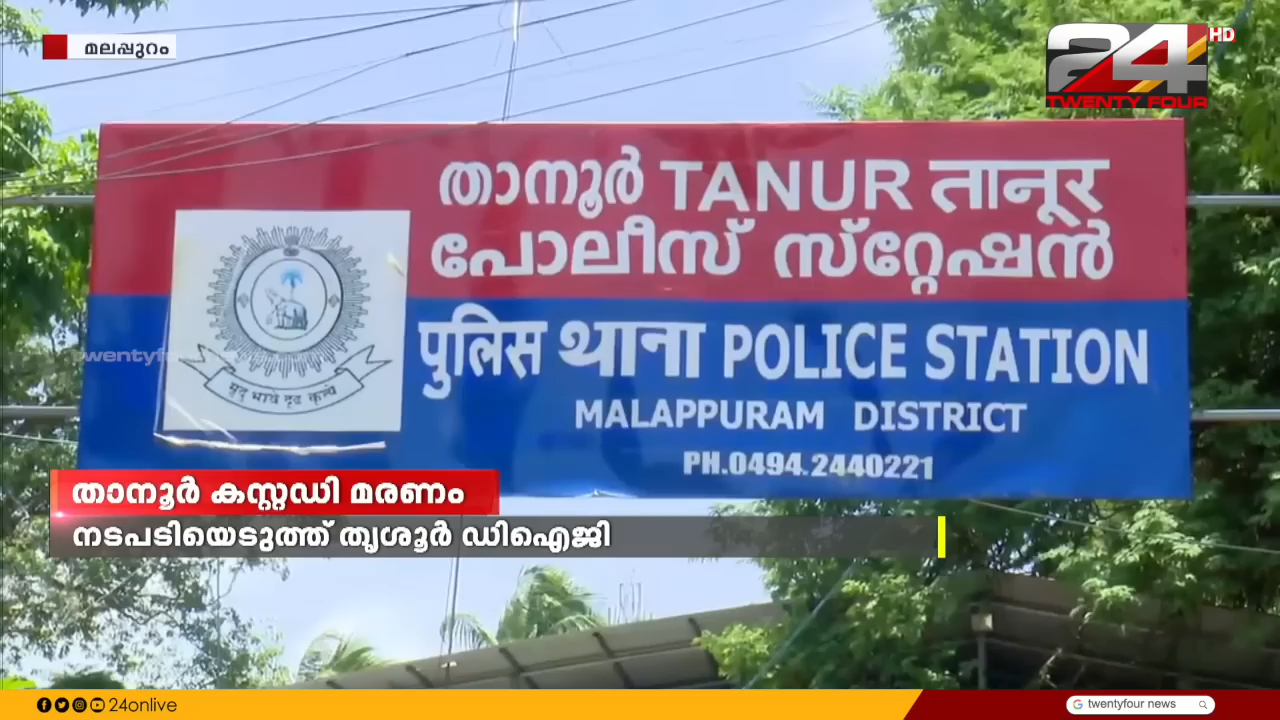 മലപ്പുറം
24 HD
TWENTY FOUR
താനൂർ TANUR तानूर
പോലീസ് സ്റ്റേഷൻ
पुलिस थाना POLICE STATION
MALAPPURAM DISTRICT
PH.0494.2440221
मृदु भावे दृढ कृत्ये
twentyfournews
താനൂർ കസ്റ്റഡി മരണം
നടപടിയെടുത്ത് തൃശൂർ ഡിഐജി
24onlive
twentyfour news